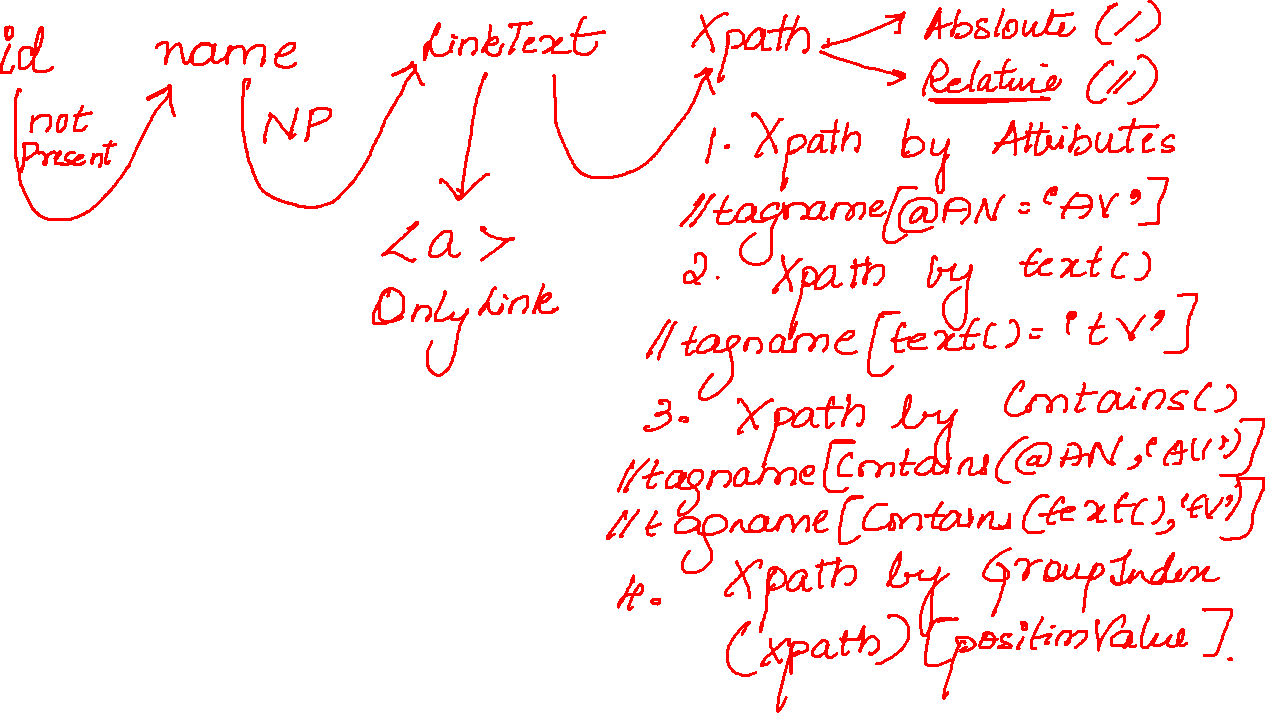 id name LinkText Xpath Absloute (/)
Relative (//)
not
Present
NP
<a>
Only Link
1. Xpath by Attributes
//tagname[@AN = 'AV']
2. Xpath by text()
//tagname[text()= 'tV']
3. Xpath by Contains()
//tagname[Contains(@AN,'AV')]
//tagname[Contains(text(),'tV')]
4. Xpath by GroupIndex
(xpath)[positionValue].